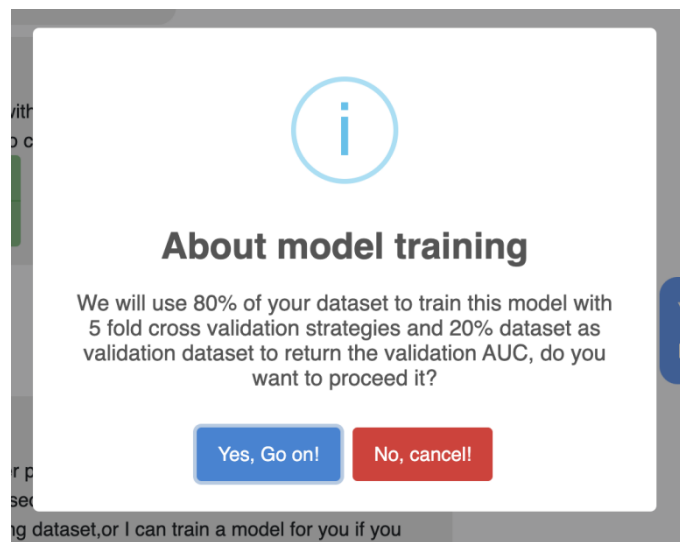 i
About model training
We will use 80% of your dataset to train this model with
5 fold cross validation strategies and 20% dataset as
validation dataset to return the validation AUC, do you
want to proceed it?
Yes, Go on! No, cancel!
ng dataset,or I can train a model for you if you